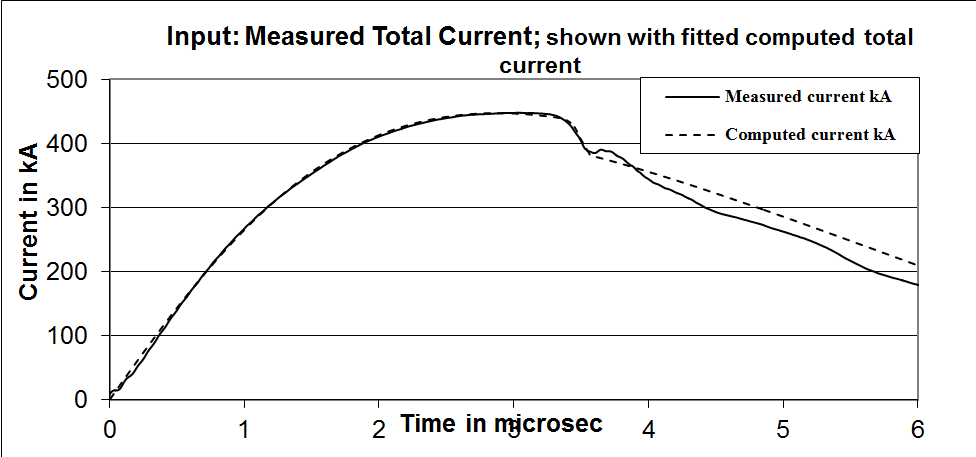 Input: Measured Total Current; shown with fitted computed total
current
Measured current kA
Computed current kA
Current in kA
500
400
300
200
100
0
0 1 2 3 4 5 6
Time in microsec